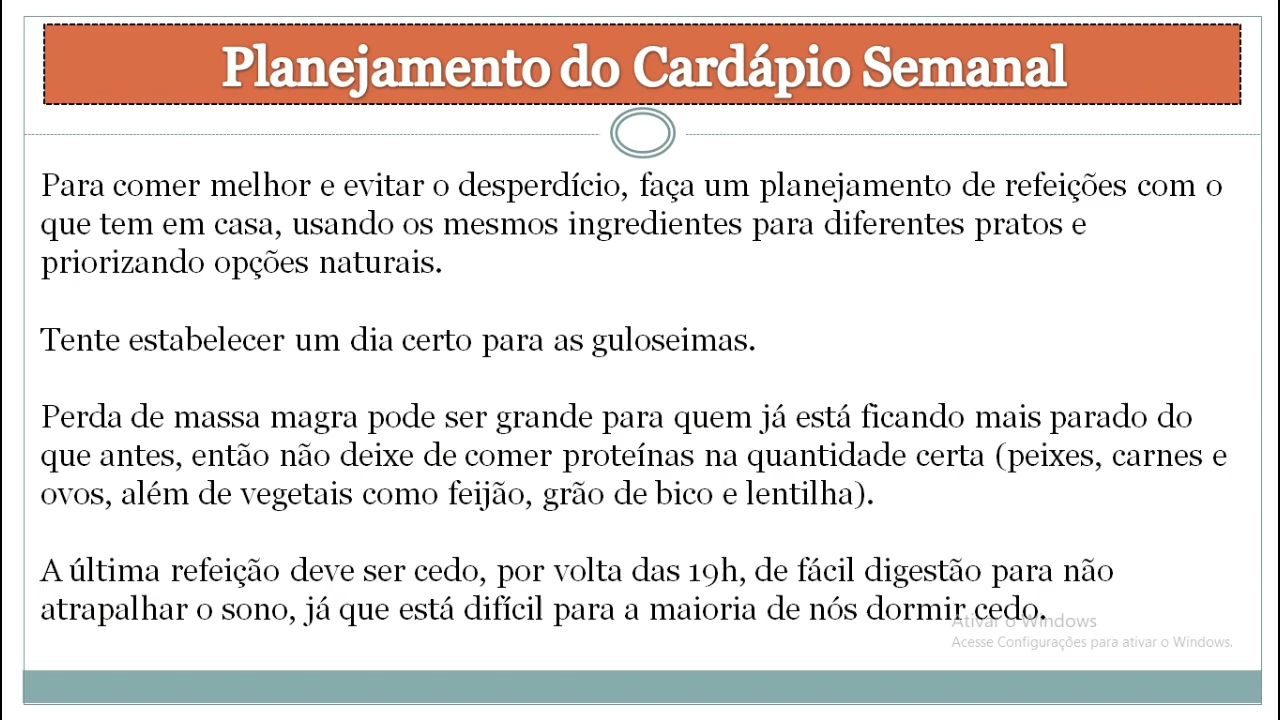 Planejamento do Cardápio Semanal
Para comer melhor e evitar o desperdício, faça um planejamento de refeições com o
que tem em casa, usando os mesmos ingredientes para diferentes pratos e
priorizando opções naturais.
Tente estabelecer um dia certo para as guloseimas.
Perda de massa magra pode ser grande para quem já está ficando mais parado do
que antes, então não deixe de comer proteínas na quantidade certa (peixes, carnes e
ovos, além de vegetais como feijão, grão de bico e lentilha).
A última refeição deve ser cedo, por volta das 19h, de fácil digestão para não
atrapalhar o sono, já que está difícil para a maioria de nós dormir cedo.
Ativar o Windows
Acesse Configurações para ativar o Windows.